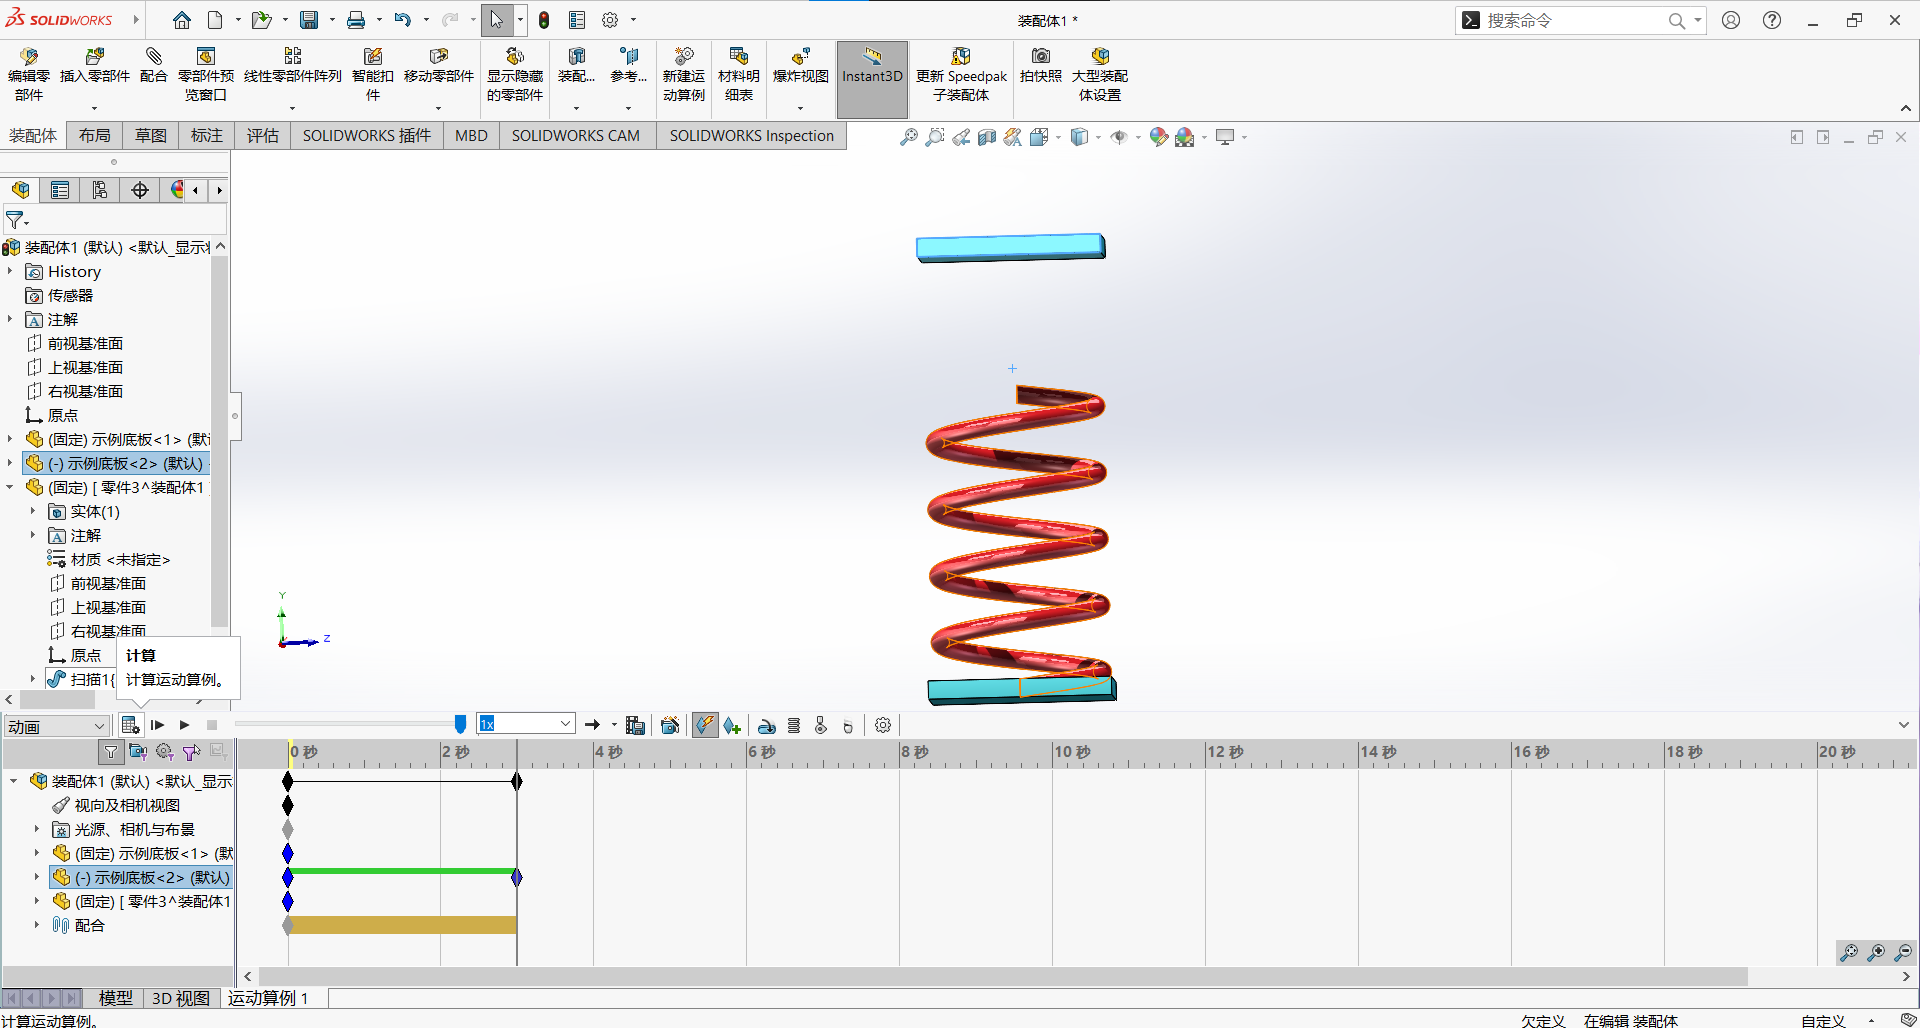 SOLIDWORKS
装配体1 *
搜索命令
编辑零部件
插入零部件
配合
零部件预览窗口
线性零部件阵列
智能扣件
移动零部件
显示隐藏的零部件
装配...
参考...
新建运动算例
材料明细表
爆炸视图
Instant3D
更新 Speedpak 子装配体
拍快照
大型装配体设置
装配体
布局
草图
标注
评估
SOLIDWORKS 插件
MBD
SOLIDWORKS CAM
SOLIDWORKS Inspection
装配体1 (默认) <默认_显示状
History
传感器
注解
前视基准面
上视基准面
右视基准面
原点
(固定) 示例底板<1> (默认
(-) 示例底板<2> (默认)
(固定) [ 零件3^装配体1 ]
实体(1)
注解
材质 <未指定>
前视基准面
上视基准面
右视基准面
原点
扫描1{
计算
计算运动算例。
Y
Z
动画
1x
0 秒
2 秒
4 秒
6 秒
8 秒
10 秒
12 秒
14 秒
16 秒
18 秒
20 秒
装配体1 (默认) <默认_显示
视向及相机视图
光源、相机与布景
(固定) 示例底板<1> (默
(-) 示例底板<2> (默认)
(固定) [ 零件3^装配体1
配合
模型
3D 视图
运动算例 1
计算运动算例。
欠定义
在编辑 装配体
自定义